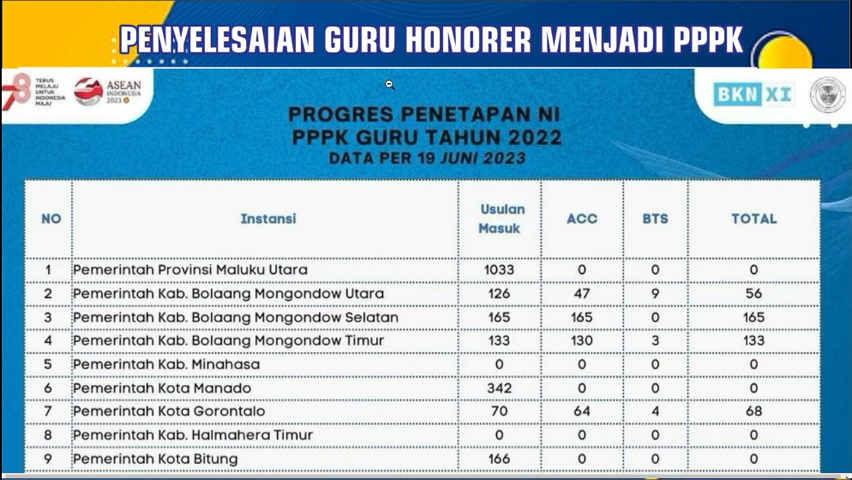 PENYELESAIAN GURU HONORER MENJADI PPPK
78
TERUS
MELAJU
UNTUK
INDONESIA
MAJU
ASEAN
INDONESIA
2023
BKN XI
PROGRES PENETAPAN NI
PPPK GURU TAHUN 2022
DATA PER 19 JUNI 2023
NO Instansi Usulan Masuk ACC BTS TOTAL
1 Pemerintah Provinsi Maluku Utara 1033 0 0 0
2 Pemerintah Kab. Bolaang Mongondow Utara 126 47 9 56
3 Pemerintah Kab. Bolaang Mongondow Selatan 165 165 0 165
4 Pemerintah Kab. Bolaang Mongondow Timur 133 130 3 133
5 Pemerintah Kab. Minahasa 0 0 0 0
6 Pemerintah Kota Manado 342 0 0 0
7 Pemerintah Kota Gorontalo 70 64 4 68
8 Pemerintah Kab. Halmahera Timur 0 0 0 0
9 Pemerintah Kota Bitung 166 0 0 0